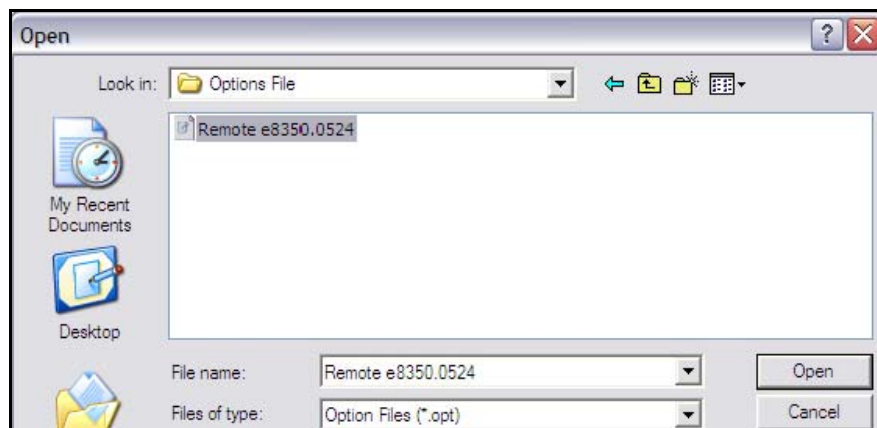 Open
?
Look in:
Options File
Remote e8350.0524
My Recent
Documents
Desktop
File name:
Remote e8350.0524
Open
Files of type:
Option Files (*.opt)
Cancel